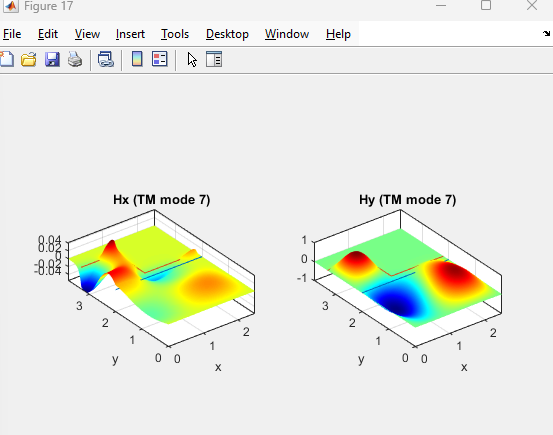 Figure 17
File Edit View Insert Tools Desktop Window Help
Hx (TM mode 7) Hy (TM mode 7)
0.04 1
0.02 0
0 -1
-0.02
-0.04
3 2 1 0 0 1 2
y x
3 2 1 0 0 1 2
y x